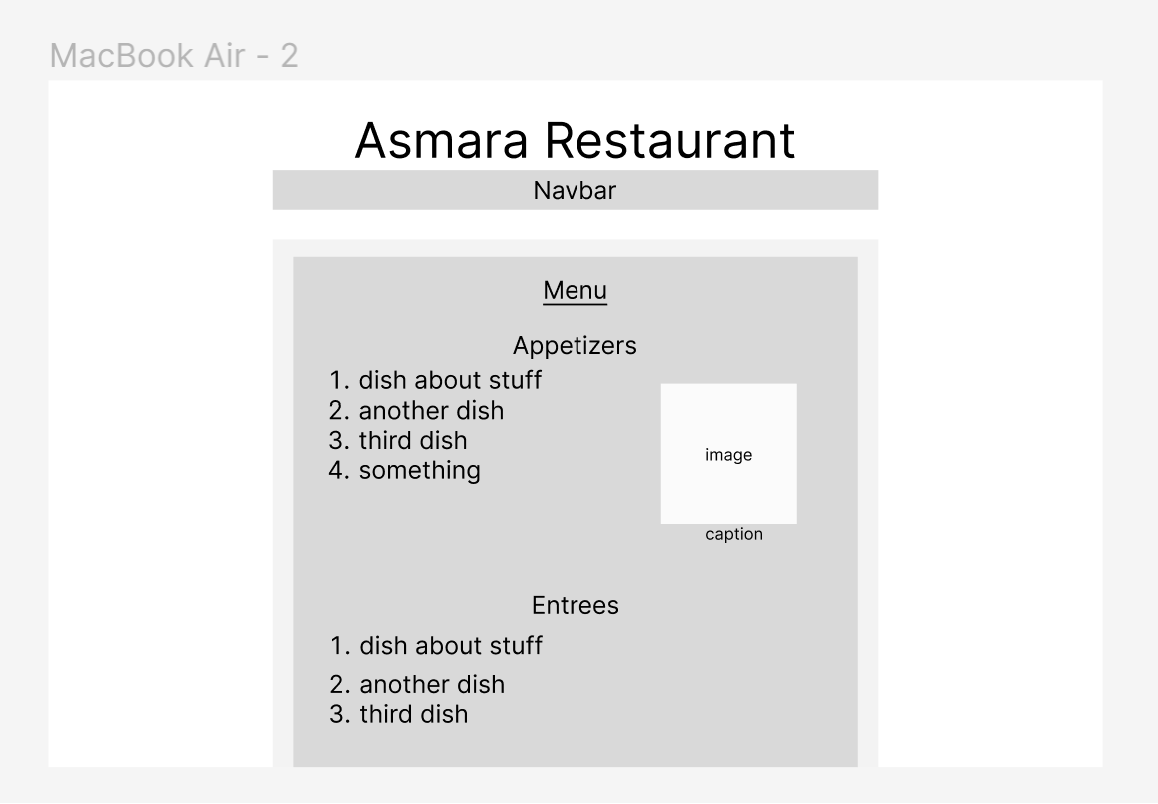 MacBook Air - 2
Asmara Restaurant
Navbar
Menu
Appetizers
1. dish about stuff
2. another dish
3. third dish
4. something
image
caption
Entrees
1. dish about stuff
2. another dish
3. third dish